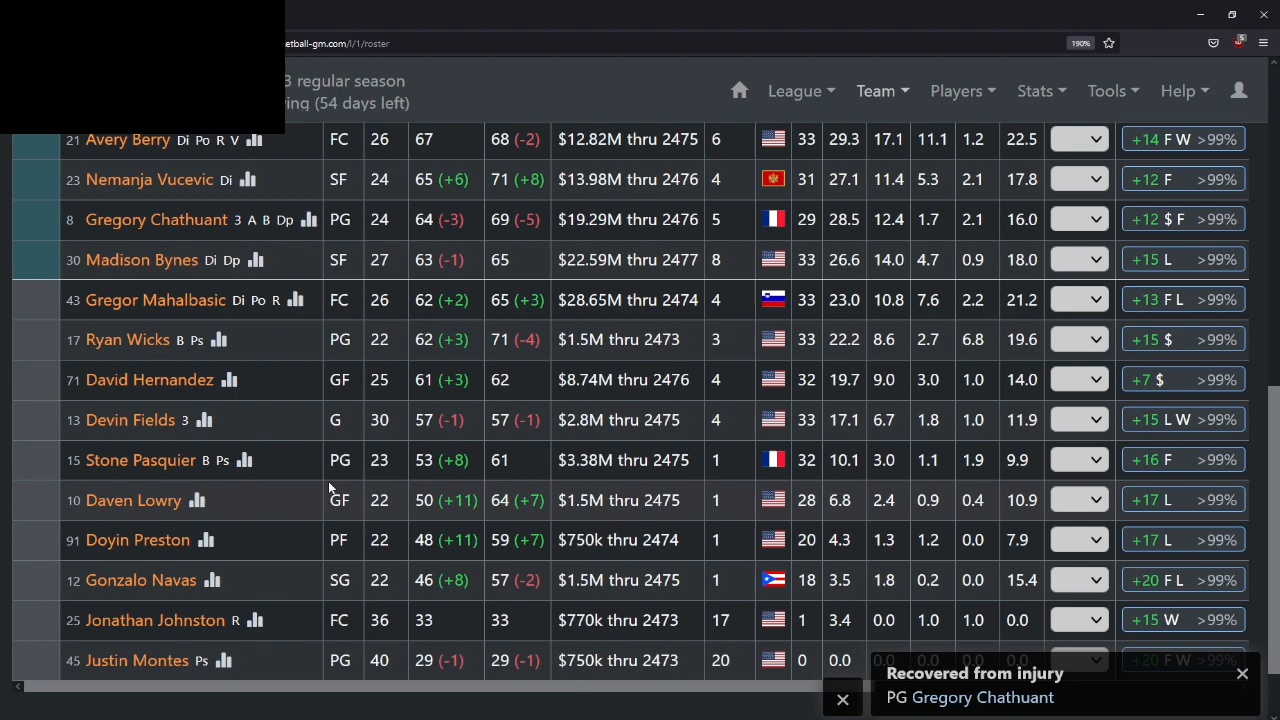 etball-gm.com/l/1/roster 190%
3 regular season
ing (54 days left)
League Team Players Stats Tools Help
21 Avery Berry Di Po R V FC 26 67 68 (-2) $12.82M thru 2475 6 33 29.3 17.1 11.1 1.2 22.5 +14 F W >99%
23 Nemanja Vucevic Di SF 24 65 (+6) 71 (+8) $13.98M thru 2476 4 31 27.1 11.4 5.3 2.1 17.8 +12 F >99%
8 Gregory Chathuant 3 A B Dp PG 24 64 (-3) 69 (-5) $19.29M thru 2476 5 29 28.5 12.4 1.7 2.1 16.0 +12 $ F >99%
30 Madison Bynes Di Dp SF 27 63 (-1) 65 $22.59M thru 2477 8 33 26.6 14.0 4.7 0.9 18.0 +15 L >99%
43 Gregor Mahalbasic Di Po R FC 26 62 (+2) 65 (+3) $28.65M thru 2474 4 33 23.0 10.8 7.6 2.2 21.2 +13 F L >99%
17 Ryan Wicks B Ps PG 22 62 (+3) 71 (-4) $1.5M thru 2473 3 33 22.2 8.6 2.7 6.8 19.6 +15 $ >99%
71 David Hernandez GF 25 61 (+3) 62 $8.74M thru 2476 4 32 19.7 9.0 3.0 1.0 14.0 +7 $ >99%
13 Devin Fields 3 G 30 57 (-1) 57 (-1) $2.8M thru 2475 4 33 17.1 6.7 1.8 1.0 11.9 +15 L W >99%
15 Stone Pasquier B Ps PG 23 53 (+8) 61 $3.38M thru 2475 1 32 10.1 3.0 1.1 1.9 9.9 +16 F >99%
10 Daven Lowry GF 22 50 (+11) 64 (+7) $1.5M thru 2475 1 28 6.8 2.4 0.9 0.4 10.9 +17 L >99%
91 Doyin Preston PF 22 48 (+11) 59 (+7) $750k thru 2474 1 20 4.3 1.3 1.2 0.0 7.9 +17 L >99%
12 Gonzalo Navas SG 22 46 (+8) 57 (-2) $1.5M thru 2475 1 18 3.5 1.8 0.2 0.0 15.4 +20 F L >99%
25 Jonathan Johnston R FC 36 33 33 $770k thru 2473 17 1 3.4 0.0 1.0 1.0 0.0 +15 W >99%
45 Justin Montes Ps PG 40 29 (-1) 29 (-1) $750k thru 2473 20 0 0.0 0.0 0.0 0.0 0.0 +20 F W >99%
Recovered from injury
PG Gregory Chathuant